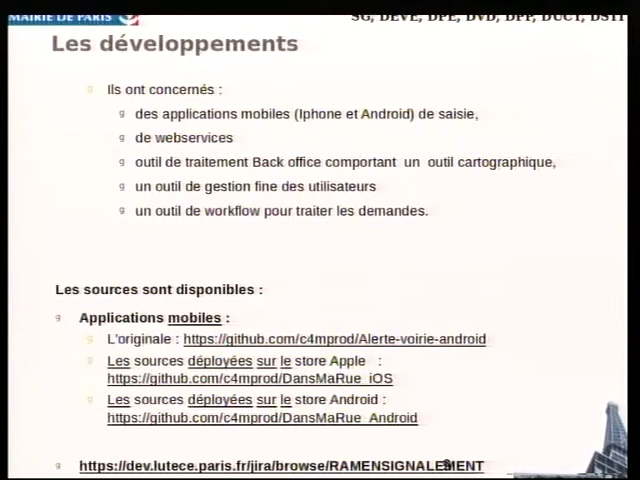 MAIRIE DE PARIS
SG, DEVE, DPE, DVD, DPP, DUCT, DSTI
Les développements
Ils ont concernés :
des applications mobiles (Iphone et Android) de saisie,
de webservices
outil de traitement Back office comportant un outil cartographique,
un outil de gestion fine des utilisateurs
un outil de workflow pour traiter les demandes.
Les sources sont disponibles :
Applications mobiles :
L'originale : https://github.com/c4mprod/Alerte-voirie-android
Les sources déployées sur le store Apple :
https://github.com/c4mprod/DansMaRue_iOS
Les sources déployées sur le store Android :
https://github.com/c4mprod/DansMaRue_Android
https://dev.lutece.paris.fr/jira/browse/RAMENSIGNALEMENT